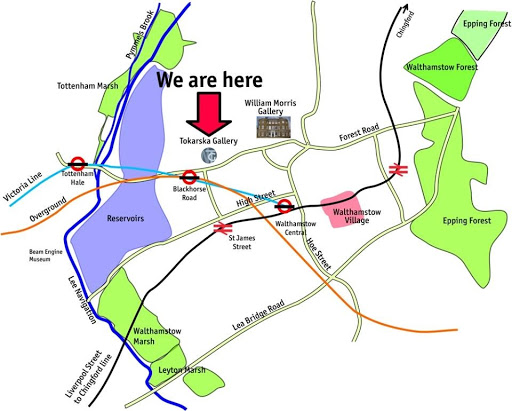 Epping Forest
Chingford
Pymmes Brook
Walthamstow Forest
We are here
Tottenham Marsh
William Morris
Gallery
Forest Road
Tokarska Gallery
Tottenham
Hale
Victoria Line
Blackhorse
Road
Overground
High Street
Reservoirs
Walthamstow
Village
Epping Forest
Walthamstow
Central
St James
Street
Hoe Street
Beam Engine
Museum
Lee Navigation
Lea Bridge Road
Walthamstow
Marsh
Leyton Marsh
Liverpool Street
to Chingford line